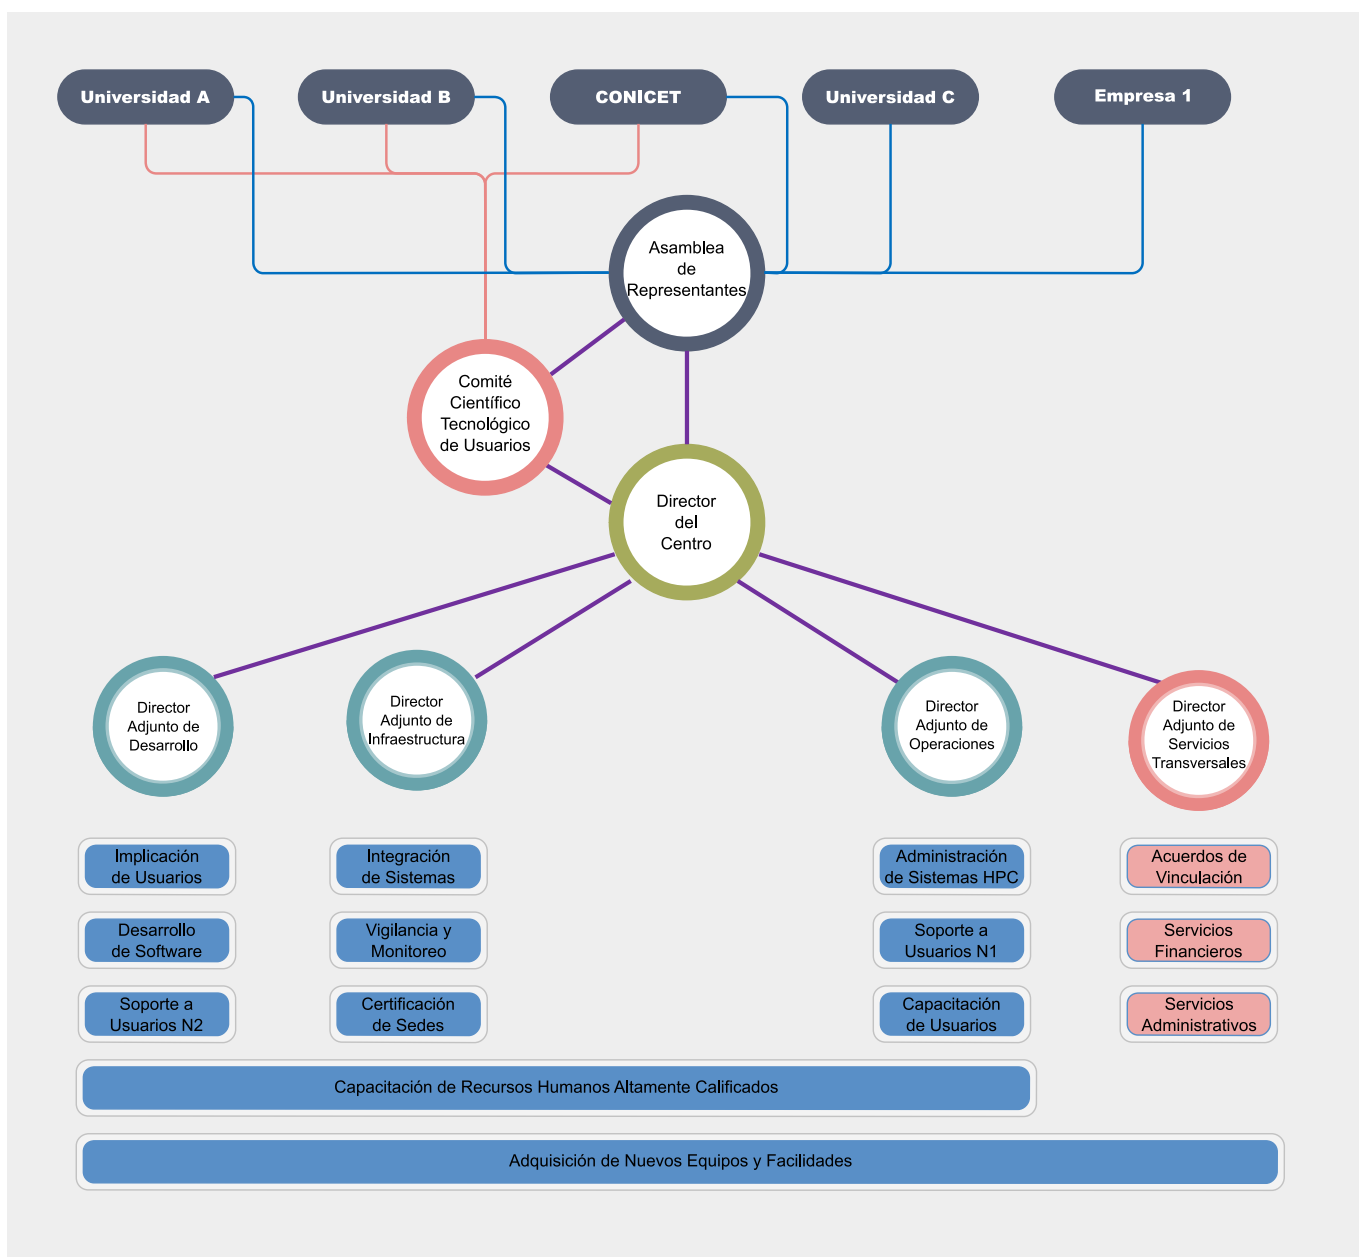 Universidad A
Universidad B
CONICET
Universidad C
Empresa 1
Asamblea
de
Representantes
Comité
Científico
Tecnológico
de Usuarios
Director
del
Centro
Director
Adjunto de
Desarrollo
Director
Adjunto de
Infraestructura
Director
Adjunto de
Operaciones
Director
Adjunto de
Servicios
Transversales
Implicación
de Usuarios
Integración
de Sistemas
Administración
de Sistemas HPC
Acuerdos de
Vinculación
Desarrollo
de Software
Vigilancia y
Monitoreo
Soporte a
Usuarios N1
Servicios
Financieros
Soporte a
Usuarios N2
Certificación
de Sedes
Capacitación
de Usuarios
Servicios
Administrativos
Capacitación de Recursos Humanos Altamente Calificados
Adquisición de Nuevos Equipos y Facilidades